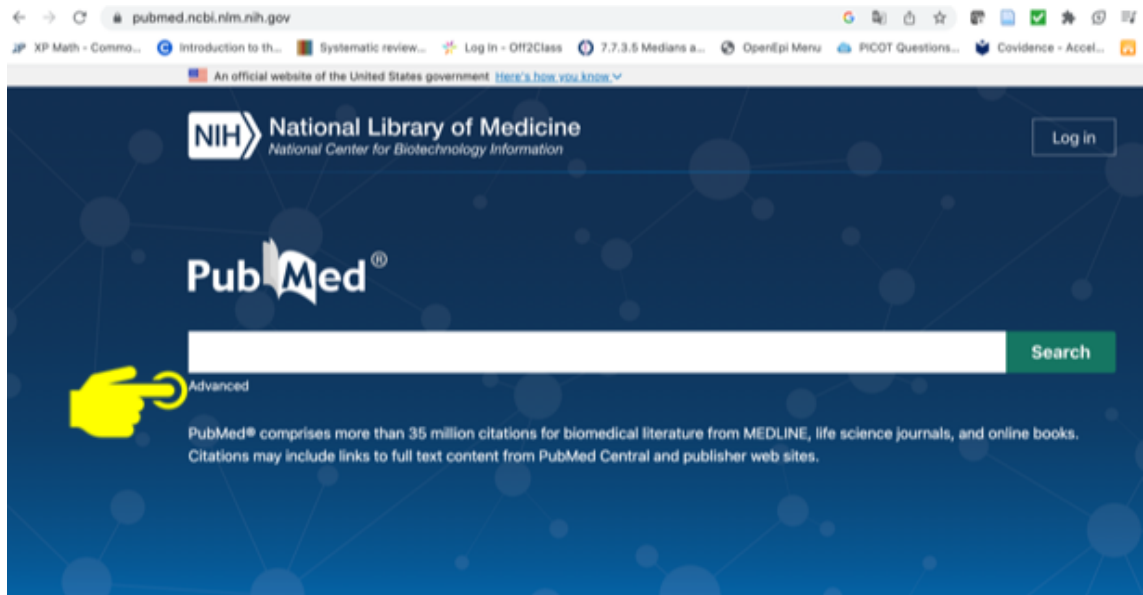 pubmed.ncbi.nlm.nih.gov
JP XP Math - Commo... Introduction to th... Systematic review... Log In - Off2Class 7.7.3.5 Medians a... OpenEpi Menu PICOT Questions... Covidence - Accel...
An official website of the United States government Here's how you know
NIH National Library of Medicine
National Center for Biotechnology Information
Log in
PubMed®
Search
Advanced
PubMed® comprises more than 35 million citations for biomedical literature from MEDLINE, life science journals, and online books.
Citations may include links to full text content from PubMed Central and publisher web sites.